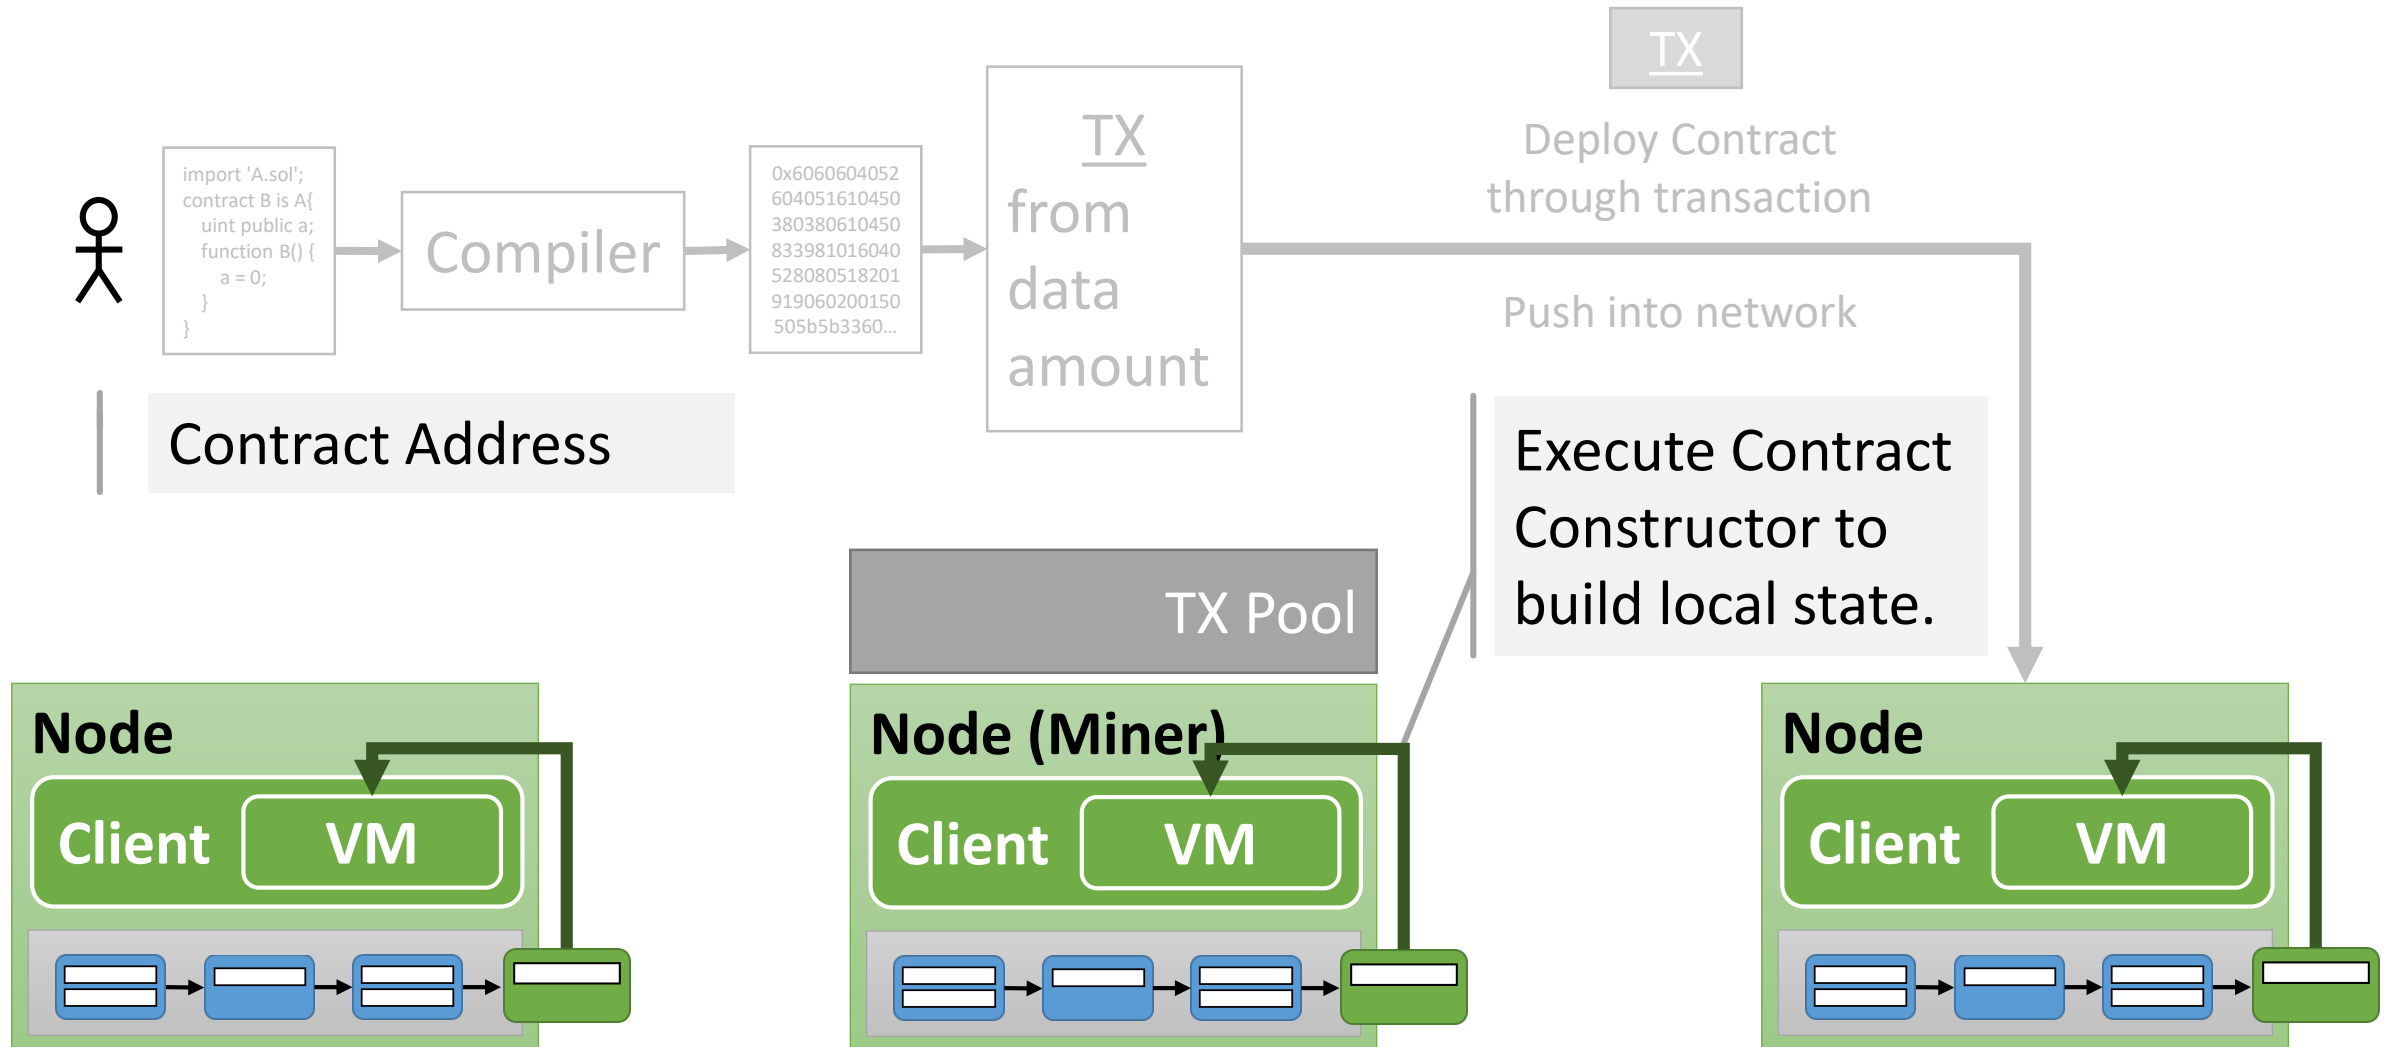 TX
Deploy Contract
through transaction
import 'A.sol';
contract B is A{
uint public a;
function B() {
a = 0;
}
}
Compiler
0x6060604052
604051610450
380380610450
833981016040
528080518201
919060200150
505b5b3360...
TX
from
data
amount
Push into network
Contract Address
Execute Contract
Constructor to
build local state.
TX Pool
Node
Client
VM
Node (Miner)
Client
VM
Node
Client
VM